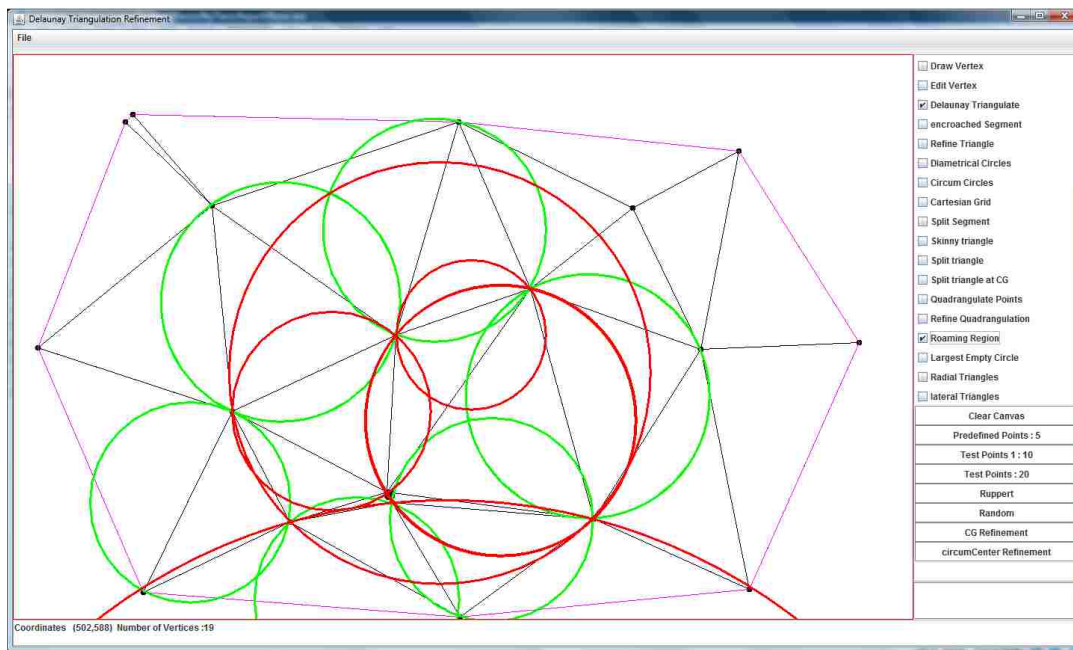 Delaunay Triangulation Refinement
File
Draw Vertex
Edit Vertex
Delaunay Triangulate
encroached Segment
Refine Triangle
Diametrical Circles
Circum Circles
Cartesian Grid
Split Segment
Skinny triangle
Split triangle
Split triangle at CG
Quadrangulate Points
Refine Quadrangulation
Roaming Region
Largest Empty Circle
Radial Triangles
lateral Triangles
Clear Canvas
Predefined Points : 5
Test Points 1 : 10
Test Points : 20
Ruppert
Random
CG Refinement
circumCenter Refinement
Coordinates (502,588) Number of Vertices :19